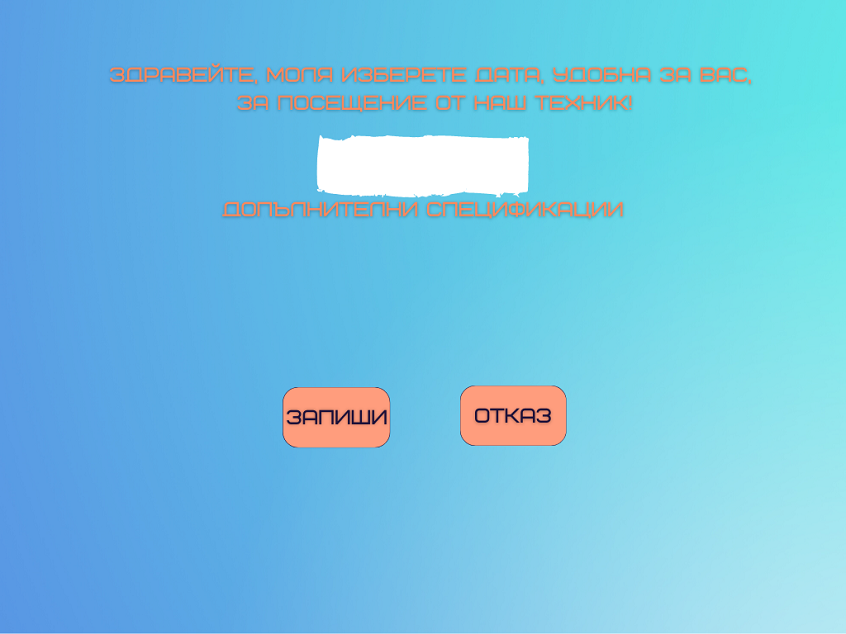 ЗДРАВЕЙТЕ, МОЛЯ ИЗБЕРЕТЕ ДАТА, УДОБНА ЗА ВАС,
ЗА ПОСЕЩЕНИЕ ОТ НАШ ТЕХНИК!
ДОПЪЛНИТЕЛНИ СПЕЦИФИКАЦИИ
ЗАПИШИ ОТКАЗ